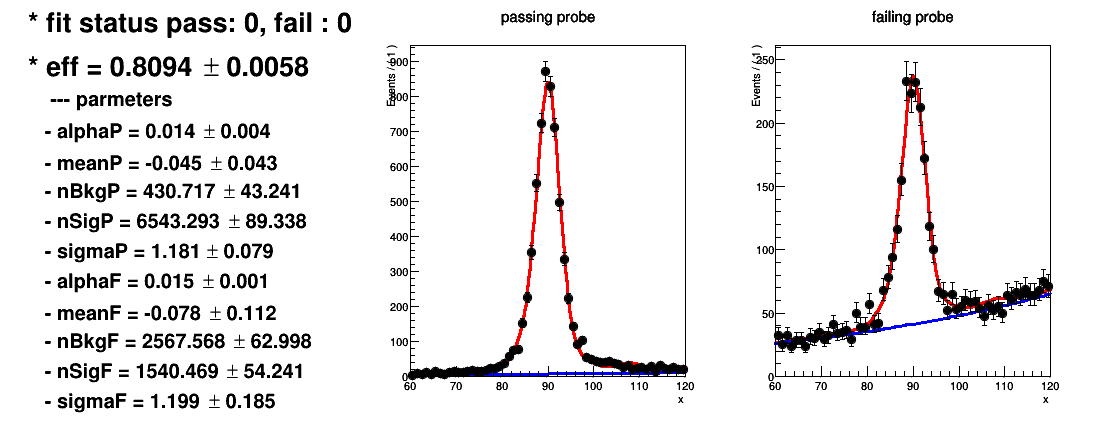 * fit status pass: 0, fail : 0
* eff = 0.8094 ± 0.0058
--- parmeters
- alphaP = 0.014 ± 0.004
- meanP = -0.045 ± 0.043
- nBkgP = 430.717 ± 43.241
- nSigP = 6543.293 ± 89.338
- sigmaP = 1.181 ± 0.079
- alphaF = 0.015 ± 0.001
- meanF = -0.078 ± 0.112
- nBkgF = 2567.568 ± 62.998
- nSigF = 1540.469 ± 54.241
- sigmaF = 1.199 ± 0.185
passing probe
Events / ( 1 )
900
800
700
600
500
400
300
200
100
0
60 70 80 90 100 110 120
x
failing probe
Events / ( 1 )
250
200
150
100
50
0
60 70 80 90 100 110 120
x